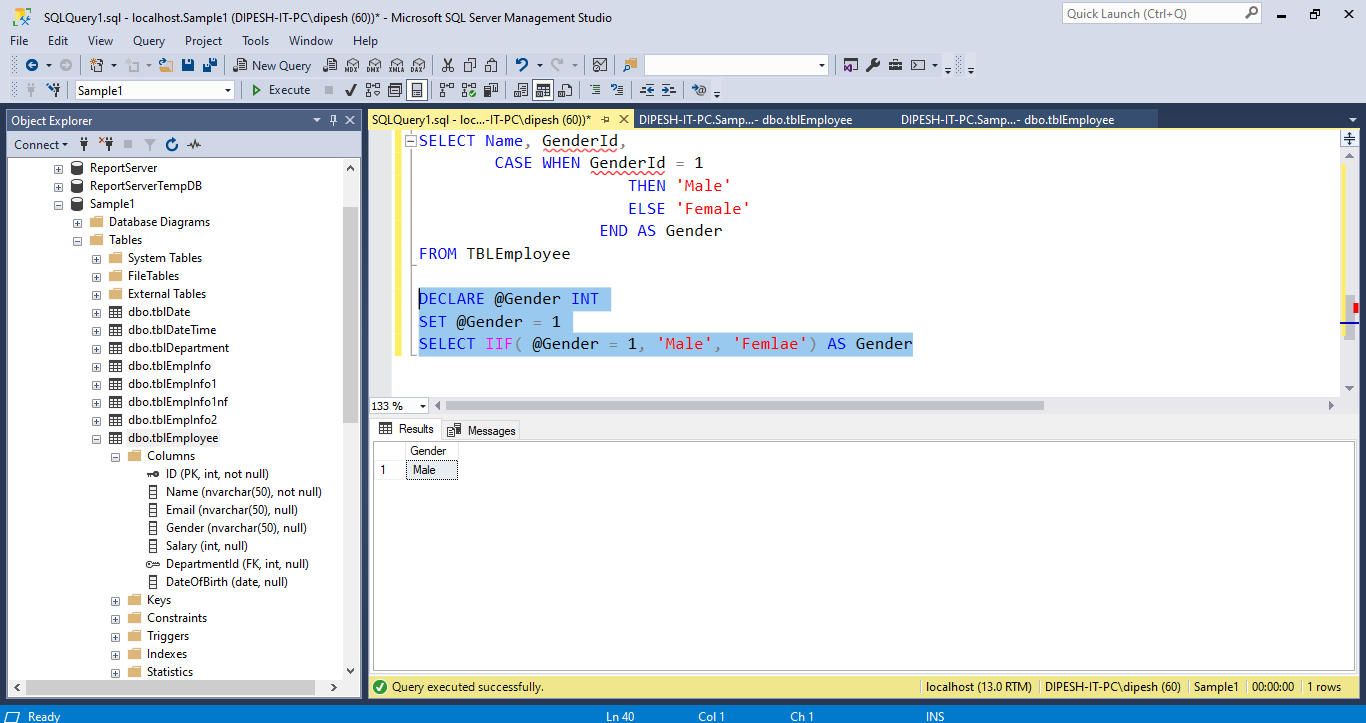 SQLQuery1.sql - localhost.Sample1 (DIPESH-IT-PC\dipesh (60))* - Microsoft SQL Server Management Studio
Quick Launch (Ctrl+Q)
File Edit View Query Project Tools Window Help
New Query MDX DMX XMLA DAX
Sample1 Execute
Object Explorer
SQLQuery1.sql - loc...-IT-PC\dipesh (60))* DIPESH-IT-PC.Samp...- dbo.tblEmployee DIPESH-IT-PC.Samp...- dbo.tblEmployee
Connect
ReportServer
ReportServerTempDB
Sample1
Database Diagrams
Tables
System Tables
FileTables
External Tables
dbo.tblDate
dbo.tblDateTime
dbo.tblDepartment
dbo.tblEmpInfo
dbo.tblEmpInfo1
dbo.tblEmpInfo1nf
dbo.tblEmpInfo2
dbo.tblEmployee
Columns
ID (PK, int, not null)
Name (nvarchar(50), not null)
Email (nvarchar(50), null)
Gender (nvarchar(50), null)
Salary (int, null)
DepartmentId (FK, int, null)
DateOfBirth (date, null)
Keys
Constraints
Triggers
Indexes
Statistics
SELECT Name, GenderId,
CASE WHEN GenderId = 1
THEN 'Male'
ELSE 'Female'
END AS Gender
FROM TBLEmployee
DECLARE @Gender INT
SET @Gender = 1
SELECT IIF( @Gender = 1, 'Male', 'Femlae') AS Gender
133 %
Results Messages
Gender
1 Male
Query executed successfully. localhost (13.0 RTM) DIPESH-IT-PC\dipesh (60) Sample1 00:00:00 1 rows
Ready Ln 40 Col 1 Ch 1 INS